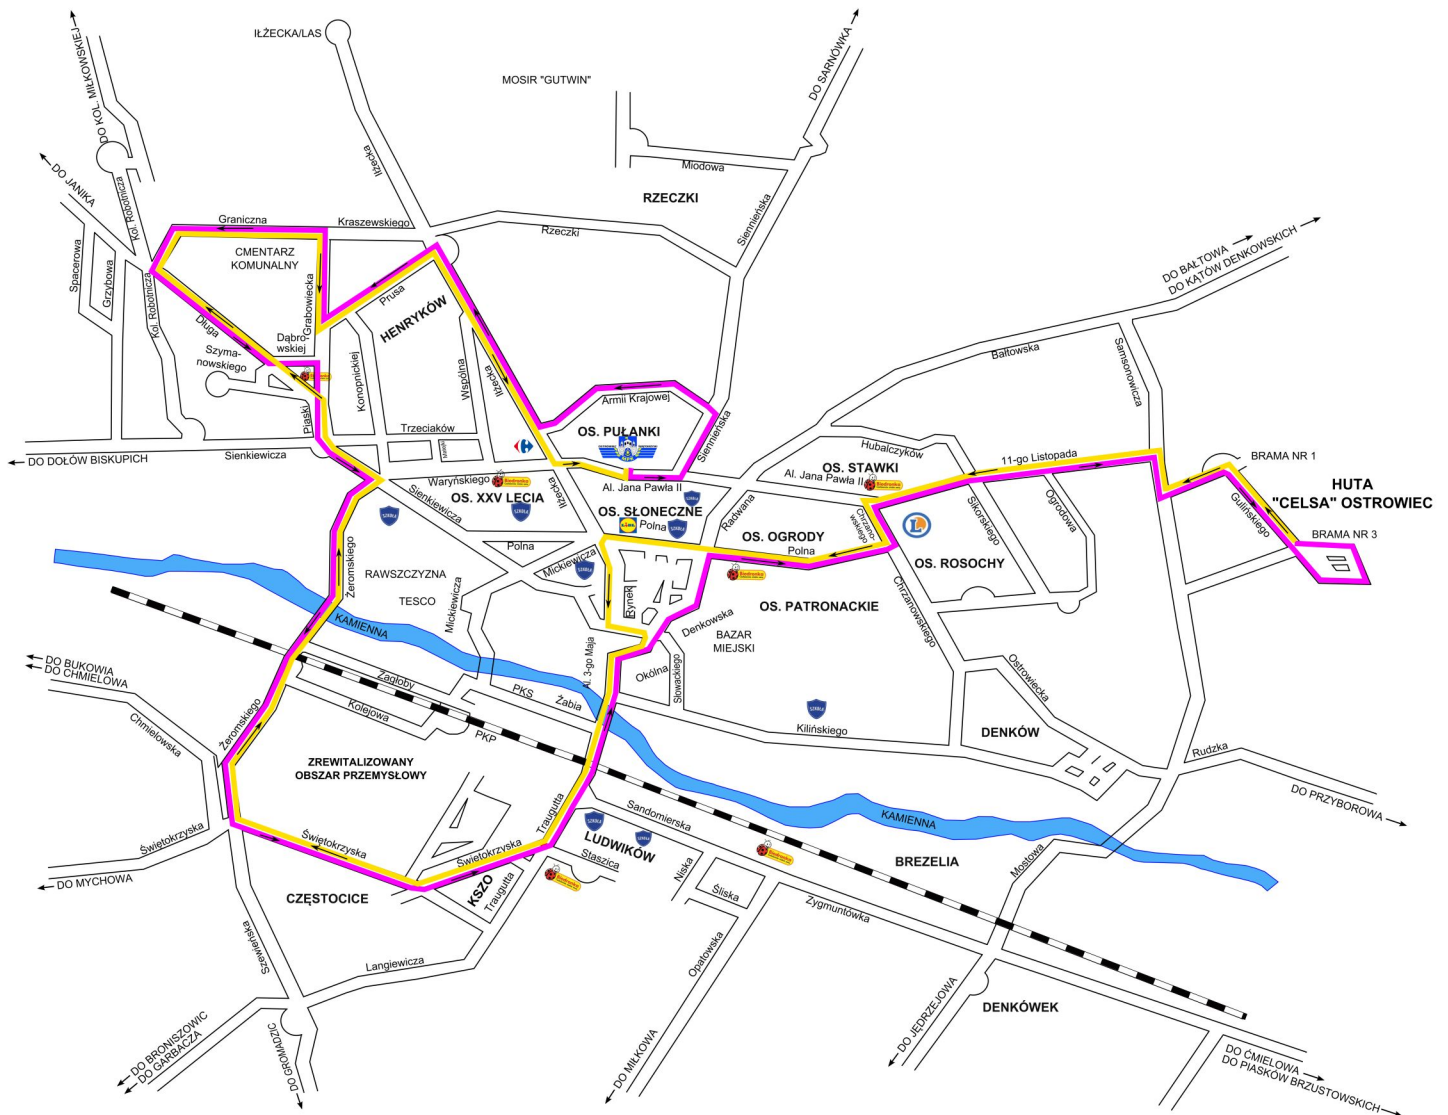 IŁŻECKA/LAS
DO KOL. MIŁKOWSKIEJ
MOSIR "GUTWIN"
DO SARNÓWKA
DO JANIKA
Kol. Robotnicza
Iłżecka
Miodowa
RZECZKI
Siennieńska
Graniczna
Kraszewskiego
Rzeczki
Spacerowa
Grzybowa
CMENTARZ
KOMUNALNY
Kol. Robotnicza
Grabowiecka
Prusa
HENRYKÓW
DO BAŁTOWA
DO KĄTÓW DENKOWSKICH
Długa
Dąbro-
wskiej
Szyma-
nowskiego
Konopnickiej
Wspólna
Iłżecka
Bałtowska
Samsonowicza
Piaski
Armii Krajowej
OS. PUŁANKI
Siennieńska
Trzeciaków
DO DOŁÓW BISKUPICH
Sienkiewicza
Hubalczyków
OS. STAWKI
11-go Listopada
BRAMA NR 1
Waryńskiego
Biedronka
OS. XXV LECIA
Iłżecka
Al. Jana Pawła II
Al. Jana Pawła II
HUTA
"CELSA" OSTROWIEC
Gulińskiego
BRAMA NR 3
Sienkiewicza
OS. SŁONECZNE
Polna
Radwana
Chrzano-
wskiego
Sikorskiego
Ogrodowa
OS. OGRODY
Polna
OS. ROSOCHY
Polna
Mickiewicza
Rynek
RAWSZCZYZNA
TESCO
Żeromskiego
Mickiewicza
OS. PATRONACKIE
Chrzanowskiego
Denkowska
BAZAR
MIEJSKI
KAMIENNA
Al. 3-go Maja
Okólna
Słowackiego
Ostrowiecka
DO BUKOWIA
DO CHMIELOWA
Zagłoby
Kolejowa
PKS
Żabia
PKP
Kilińskiego
DENKÓW
Chmielowska
Żeromskiego
Rudzka
DO PRZYBOROWA
ZREWITALIZOWANY
OBSZAR PRZEMYSŁOWY
Traugutta
Sandomierska
KAMIENNA
Świętokrzyska
Świętokrzyska
Świętokrzyska
LUDWIKÓW
Staszica
Biedronka
BREZELIA
Mostowa
DO MYCHOWA
CZĘSTOCICE
KSZO
Traugutta
Niska
Śliska
Zygmuntówka
Szewieńska
Langiewicza
Opatowska
DO BRONISZOWIC
DO GARBACZA
DO GROMADZIC
DO MIŁKOWA
DO JĘDRZEJOWA
DENKÓWEK
DO ĆMIELOWA
DO PIASKÓW BRZUSTOWSKICH